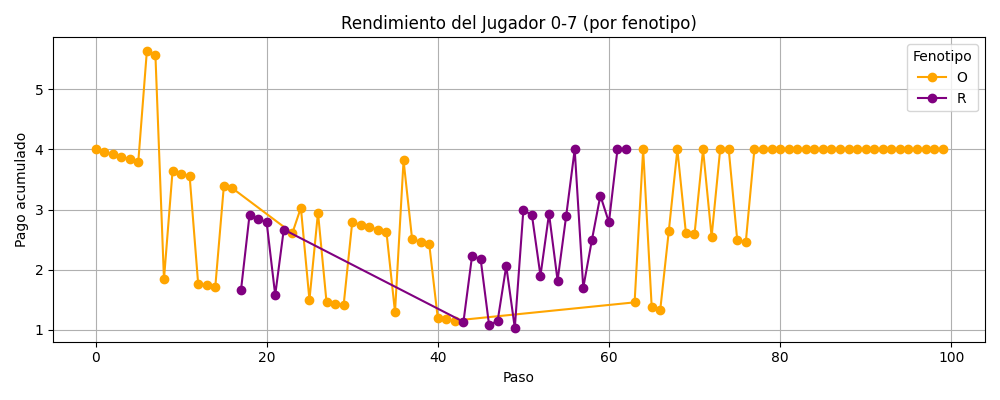 Rendimiento del Jugador 0-7 (por fenotipo)
Pago acumulado
5
4
3
2
1
0
20
40
60
80
100
Paso
Fenotipo
O
R